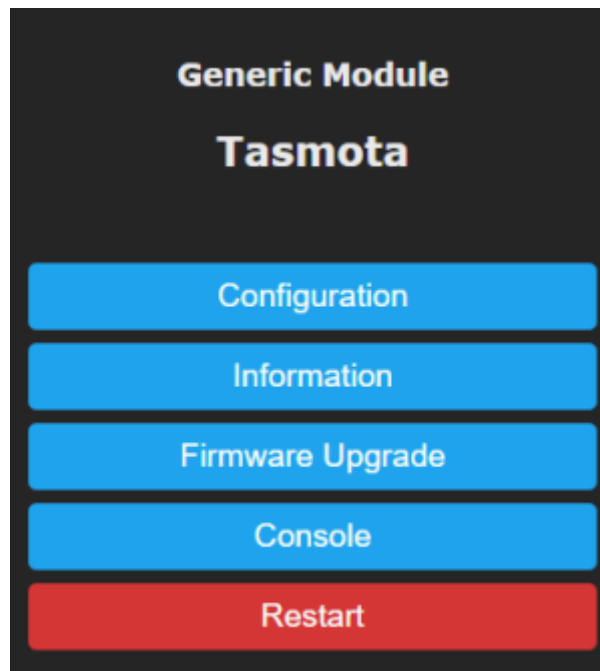 Generic Module
Tasmota
Configuration
Information
Firmware Upgrade
Console
Restart